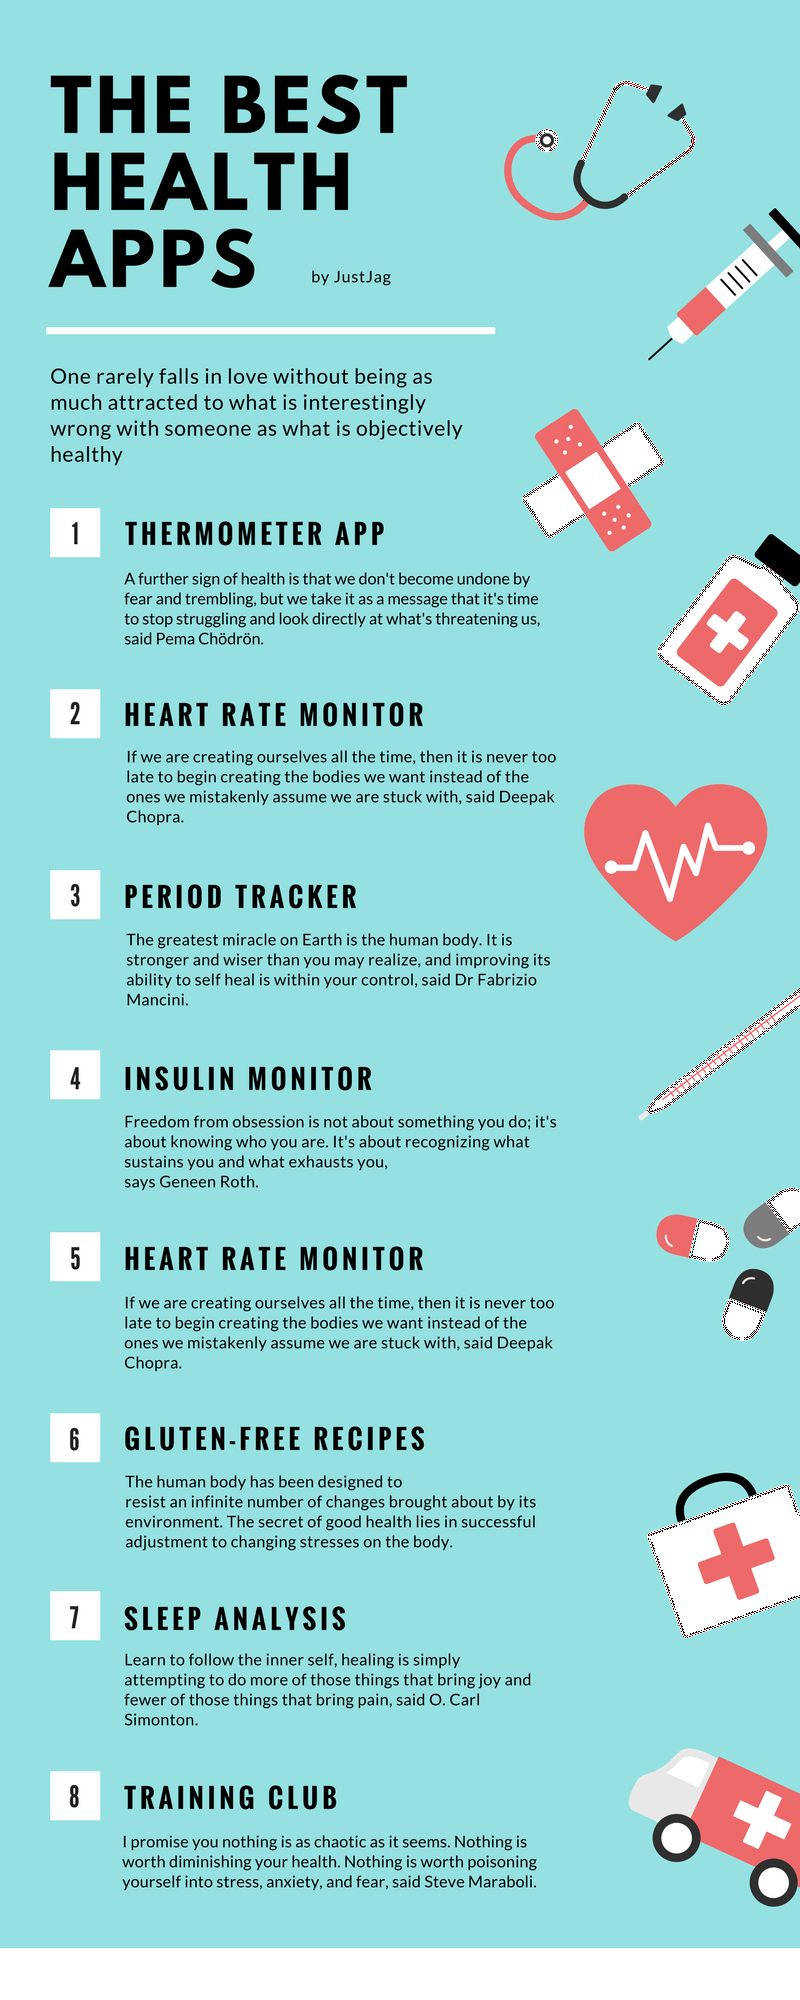 THE BEST
HEALTH
APPS
by JustJag
One rarely falls in love without being as
much attracted to what is interestingly
wrong with someone as what is objectively
healthy
1 THERMOMETER APP
A further sign of health is that we don't become undone by
fear and trembling, but we take it as a message that it's time
to stop struggling and look directly at what's threatening us,
said Pema Chödrön.
2 HEART RATE MONITOR
If we are creating ourselves all the time, then it is never too
late to begin creating the bodies we want instead of the
ones we mistakenly assume we are stuck with, said Deepak
Chopra.
3 PERIOD TRACKER
The greatest miracle on Earth is the human body. It is
stronger and wiser than you may realize, and improving its
ability to self heal is within your control, said Dr Fabrizio
Mancini.
4 INSULIN MONITOR
Freedom from obsession is not about something you do; it's
about knowing who you are. It's about recognizing what
sustains you and what exhausts you,
says Geneen Roth.
5 HEART RATE MONITOR
If we are creating ourselves all the time, then it is never too
late to begin creating the bodies we want instead of the
ones we mistakenly assume we are stuck with, said Deepak
Chopra.
6 GLUTEN-FREE RECIPES
The human body has been designed to
resist an infinite number of changes brought about by its
environment. The secret of good health lies in successful
adjustment to changing stresses on the body.
7 SLEEP ANALYSIS
Learn to follow the inner self, healing is simply
attempting to do more of those things that bring joy and
fewer of those things that bring pain, said O. Carl
Simonton.
8 TRAINING CLUB
I promise you nothing is as chaotic as it seems. Nothing is
worth diminishing your health. Nothing is worth poisoning
yourself into stress, anxiety, and fear, said Steve Maraboli.